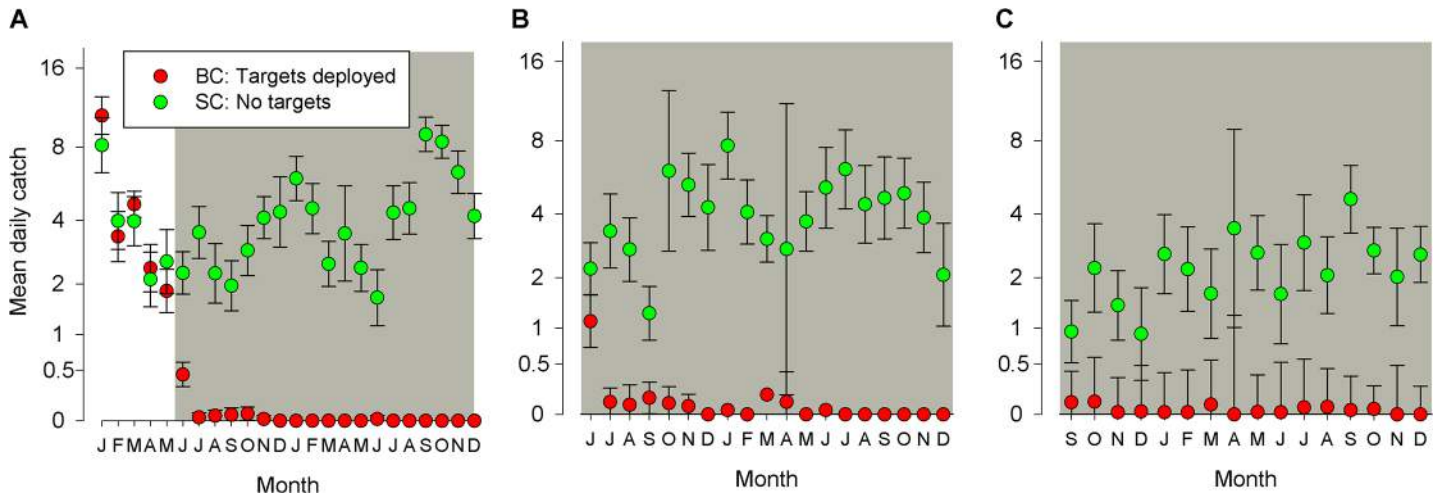 A
Mean daily catch
16
8
4
2
1
0.5
0
BC: Targets deployed
SC: No targets
J F M A M J J A S O N D J F M A M J J A S O N D
Month
B
16
8
4
2
1
0.5
0
J J A S O N D J F M A M J J A S O N D
Month
C
16
8
4
2
1
0.5
0
S O N D J F M A M J J A S O N D
Month